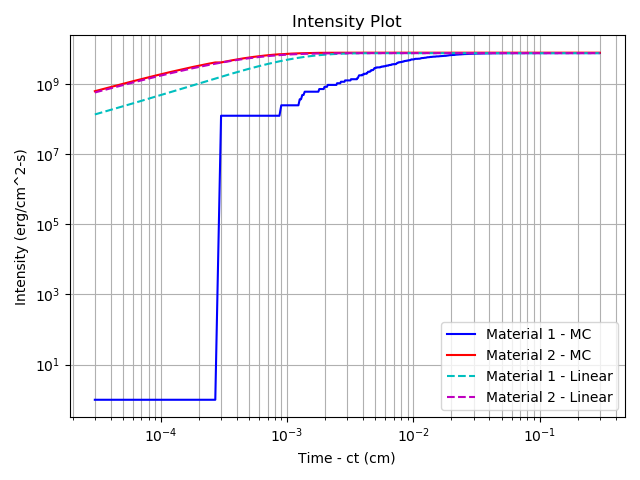 Intensity Plot
Intensity (erg/cm^2-s)
10^9
10^7
10^5
10^3
10^1
Material 1 - MC
Material 2 - MC
Material 1 - Linear
Material 2 - Linear
10^−4
10^−3
10^−2
10^−1
Time - ct (cm)